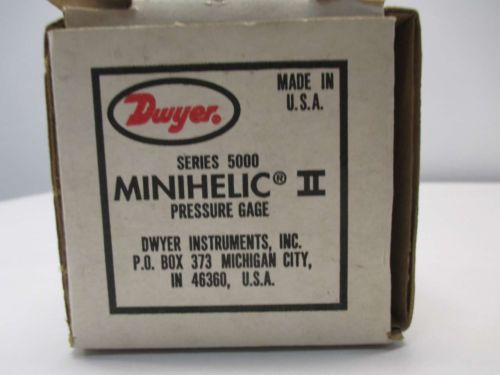 Dwyer.
MADE IN
U.S.A.
SERIES 5000
MINIHELIC® II
PRESSURE GAGE
DWYER INSTRUMENTS, INC.
P.O. BOX 373 MICHIGAN CITY,
IN 46360, U.S.A.